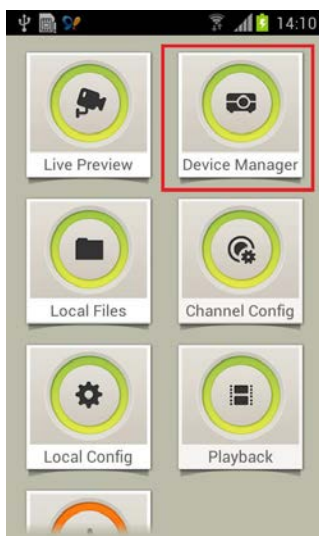 14:10
Live Preview
Device Manager
Local Files
Channel Config
Local Config
Playback